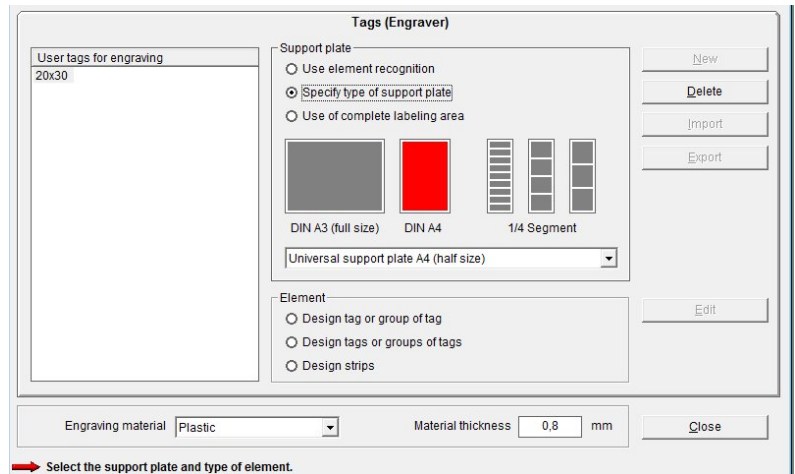 Tags (Engraver)
User tags for engraving
20x30
Support plate
Use element recognition
Specify type of support plate
Use of complete labeling area
DIN A3 (full size) DIN A4 1/4 Segment
Universal support plate A4 (half size)
Element
Design tag or group of tag
Design tags or groups of tags
Design strips
New
Delete
Import
Export
Edit
Engraving material Plastic Material thickness 0,8 mm
Close
Select the support plate and type of element.